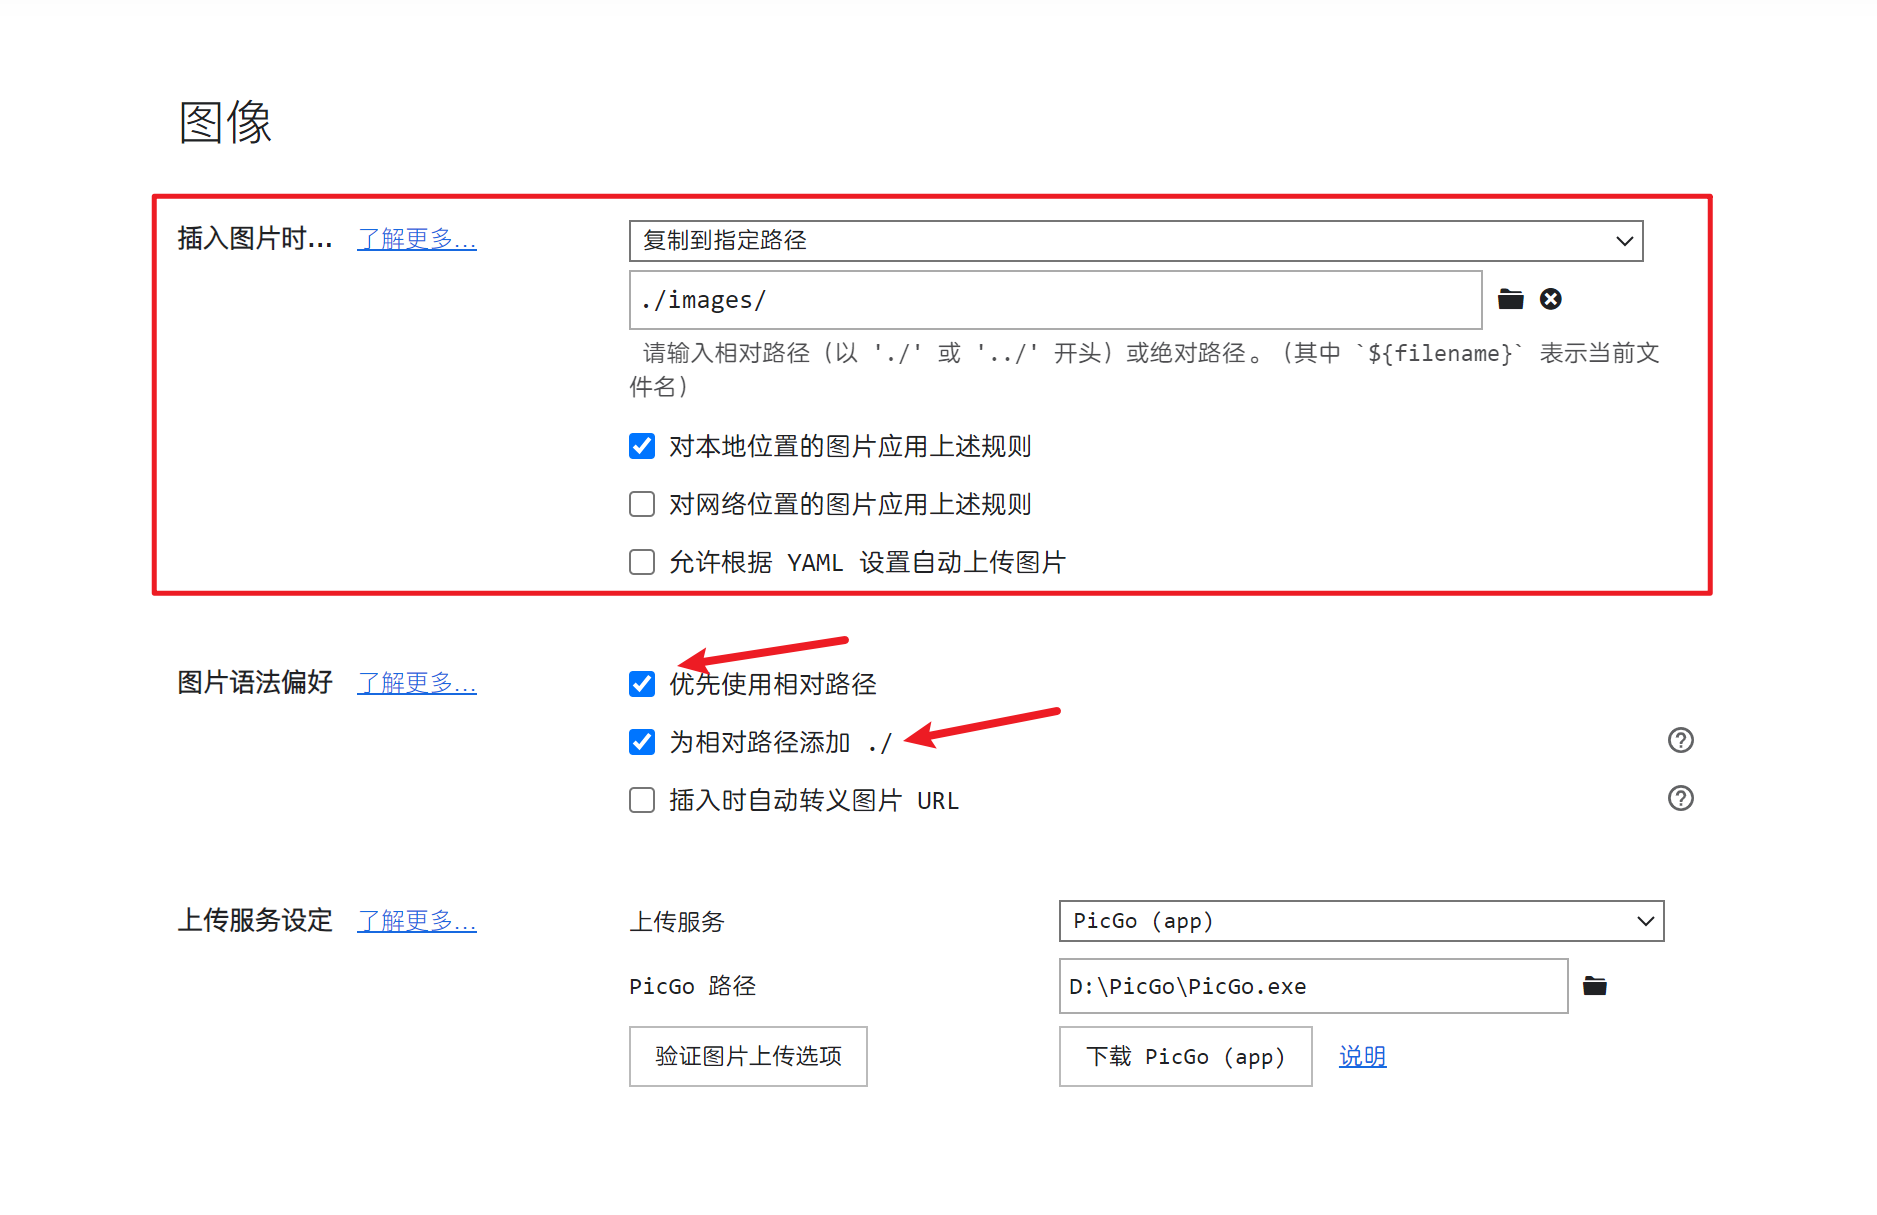 图像
插入图片时... 了解更多... 复制到指定路径
./images/
请输入相对路径（以 './' 或 '../' 开头）或绝对路径。（其中 `${filename}` 表示当前文
件名）
对本地位置的图片应用上述规则
对网络位置的图片应用上述规则
允许根据 YAML 设置自动上传图片
图片语法偏好 了解更多... 优先使用相对路径
为相对路径添加 ./
插入时自动转义图片 URL
上传服务设定 了解更多... 上传服务 PicGo (app)
PicGo 路径 D:\PicGo\PicGo.exe
验证图片上传选项 下载 PicGo (app) 说明